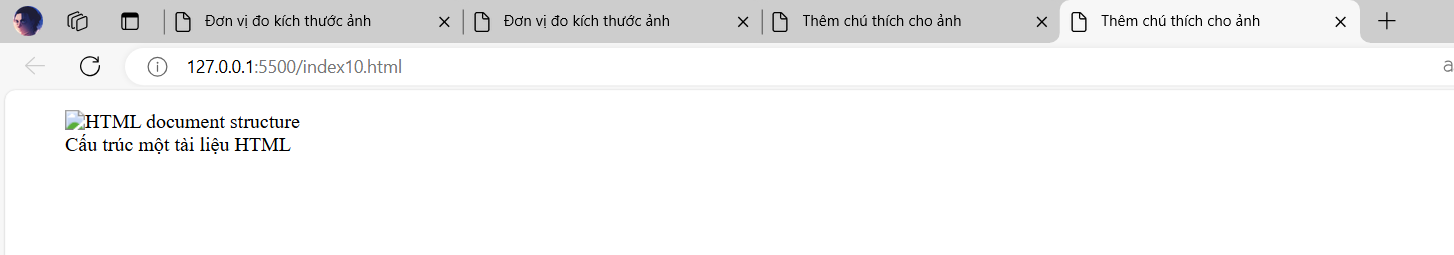 Đơn vị đo kích thước ảnh
Đơn vị đo kích thước ảnh
Thêm chú thích cho ảnh
Thêm chú thích cho ảnh
127.0.0.1:5500/index10.html
HTML document structure
Cấu trúc một tài liệu HTML